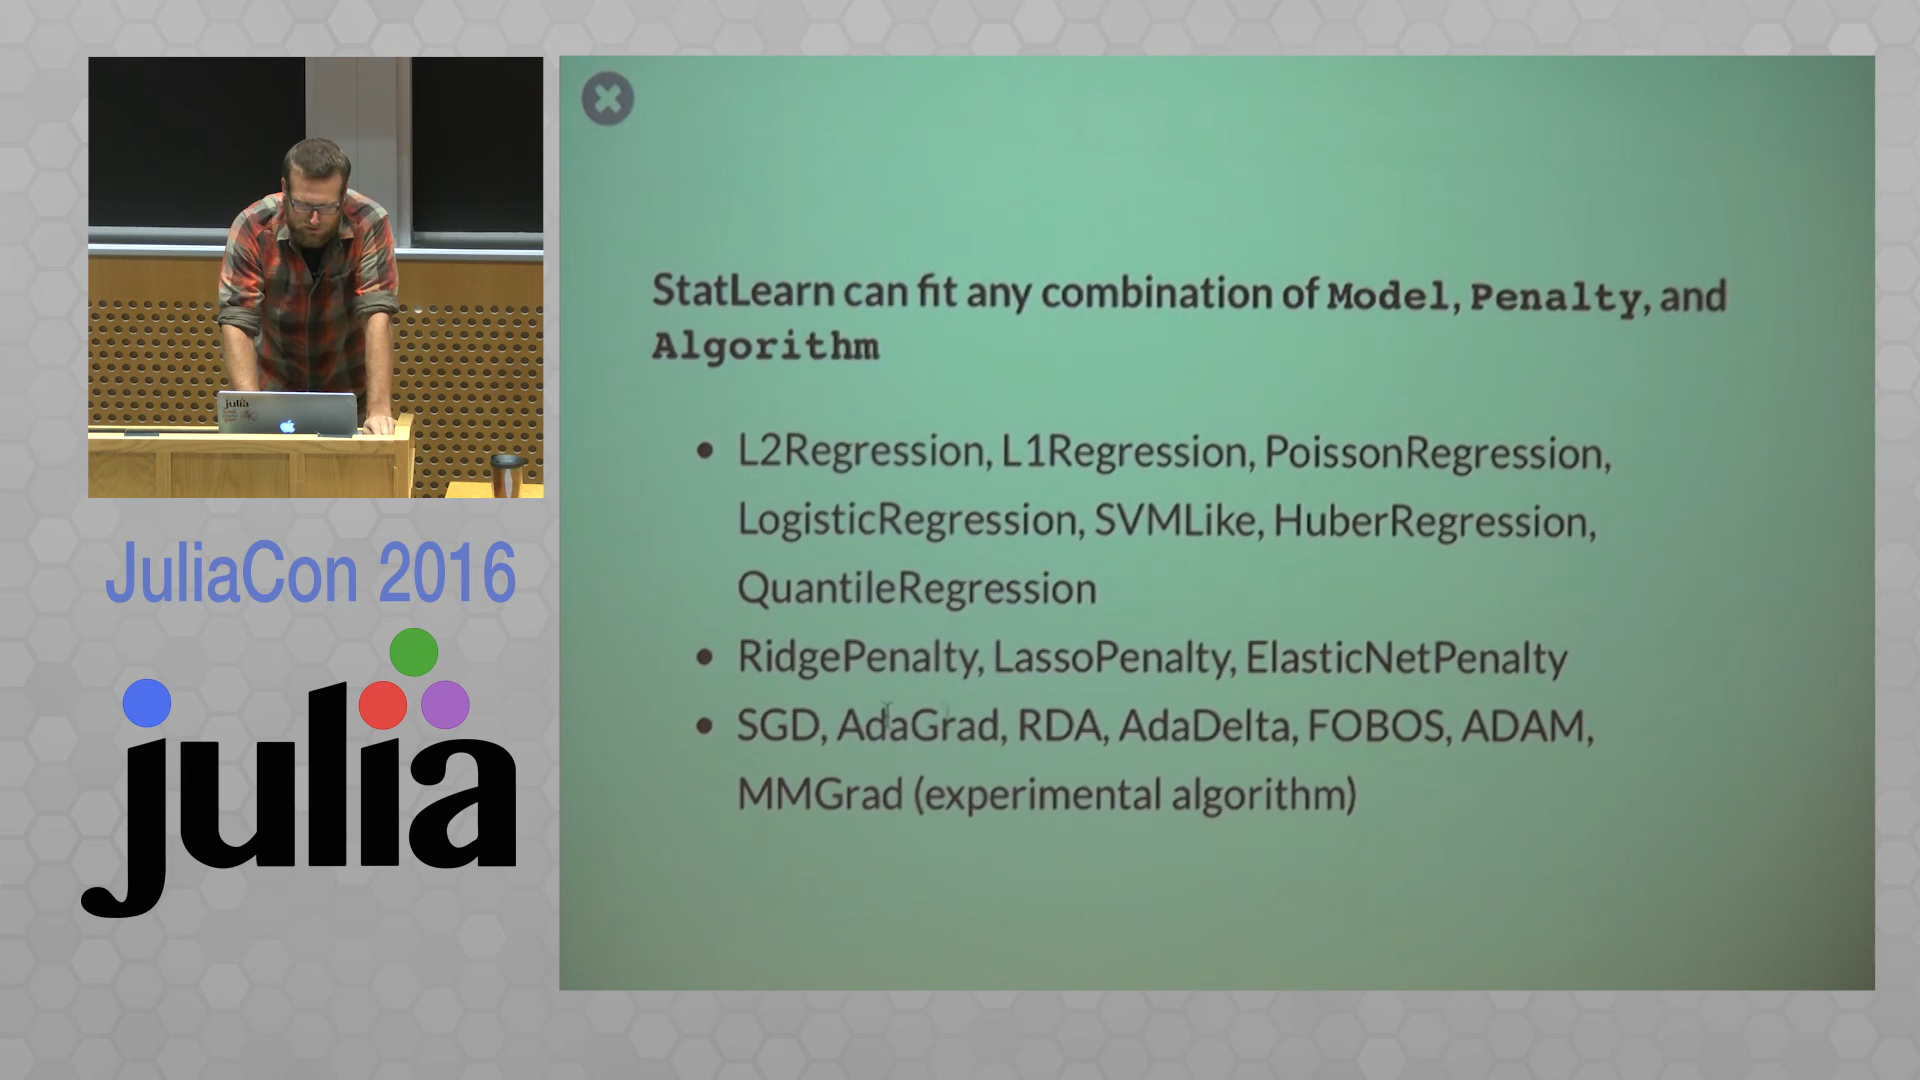 StatLearn can fit any combination of Model, Penalty, and
Algorithm
• L2Regression, L1Regression, PoissonRegression,
LogisticRegression, SVMLike, HuberRegression,
QuantileRegression
• RidgePenalty, LassoPenalty, ElasticNetPenalty
• SGD, AdaGrad, RDA, AdaDelta, FOBOS, ADAM,
MMGrad (experimental algorithm)
julia
JuliaCon 2016
julia